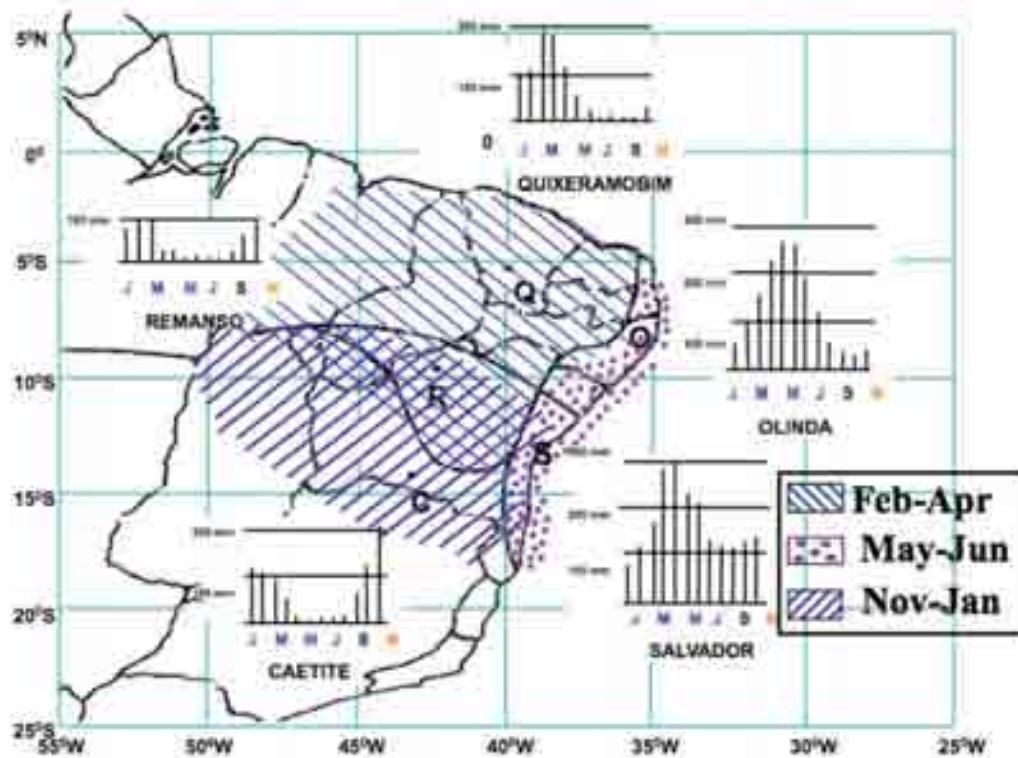 5°N
0°
5°S
10°S
15°S
20°S
25°S
55°W 50°W 45°W 40°W 35°W 30°W 25°W
0
J M M J S N
QUIXERAMOBIM
J M M J S N
REMANSO
J M M J S N
OLINDA
J M M J S
SALVADOR
J M M J S N
CAETITE
Q
O
R
S
C
Feb-Apr
May-Jun
Nov-Jan